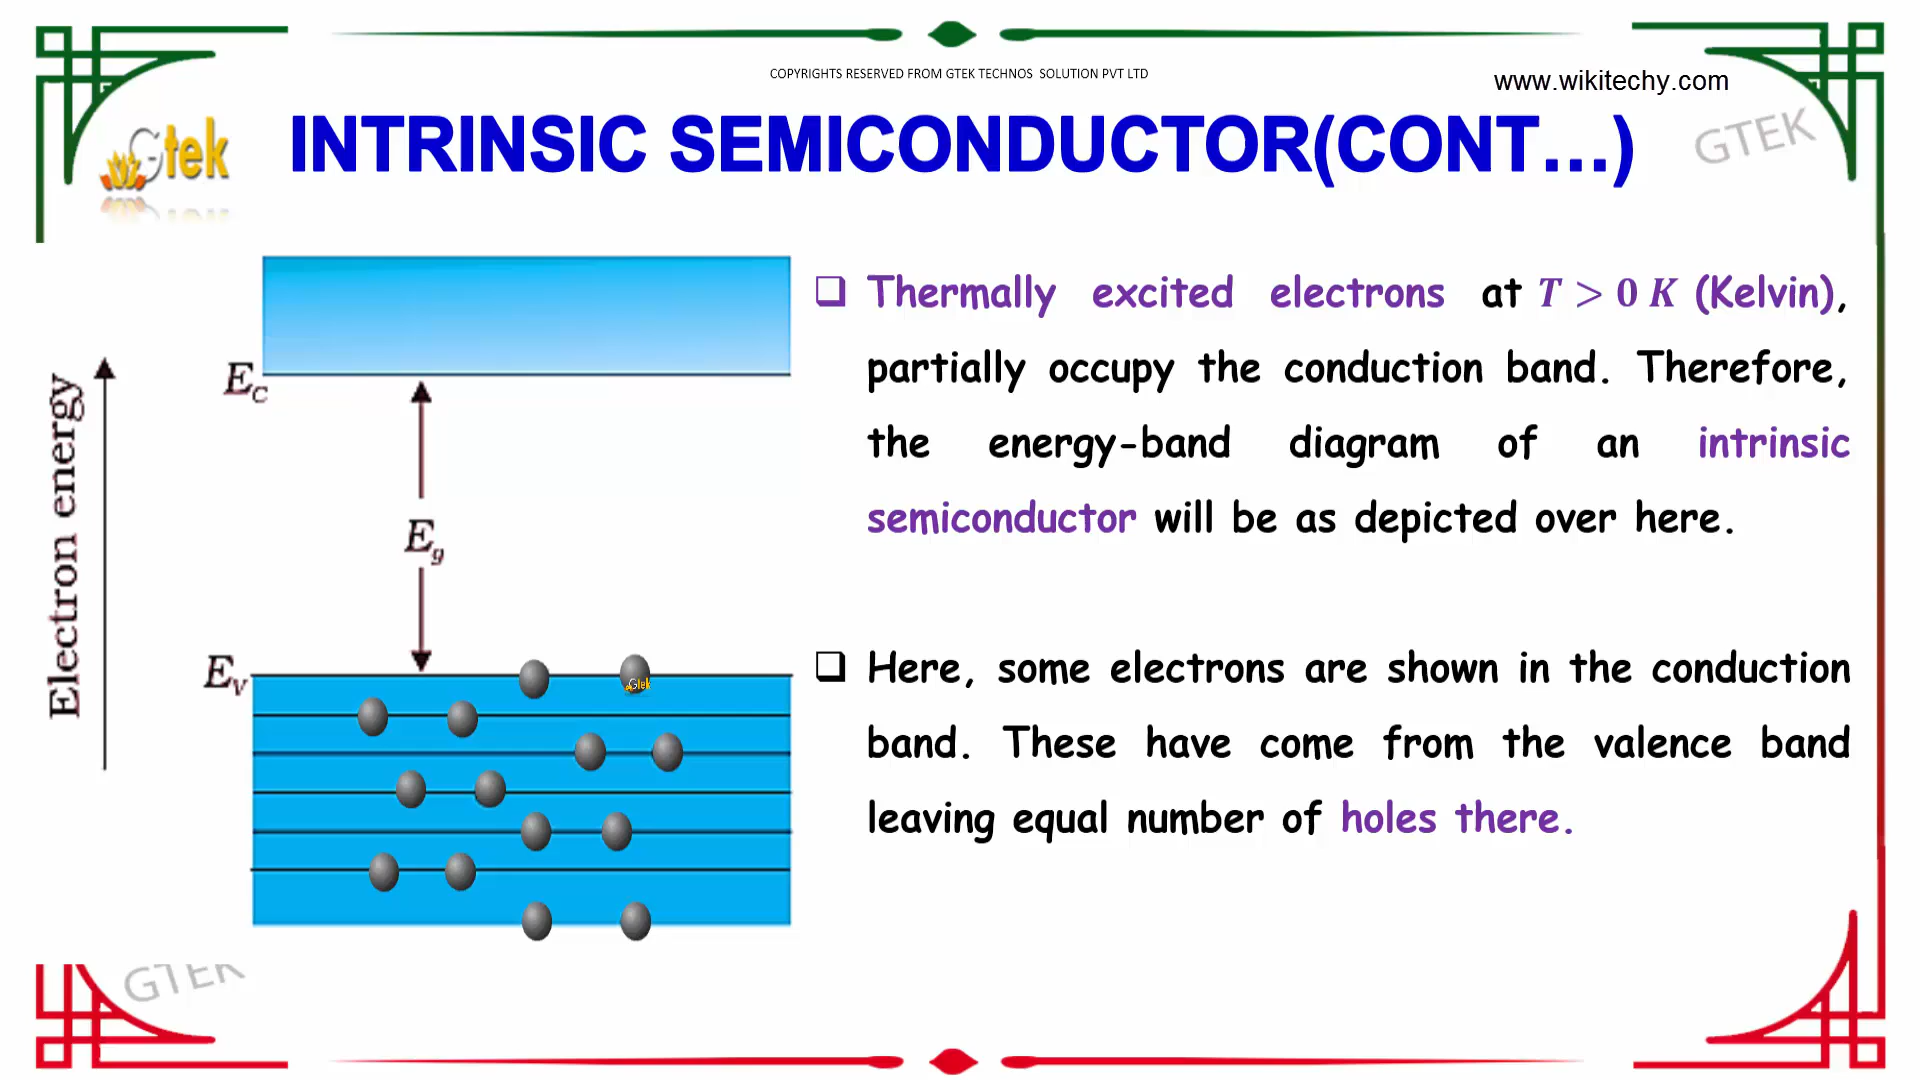 COPYRIGHTS RESERVED FROM GTEK TECHNOS SOLUTION PVT LTD
www.wikitechy.com
Gtek
INTRINSIC SEMICONDUCTOR(CONT...)
GTEK
❑ Thermally excited electrons at T > 0 K (Kelvin),
partially occupy the conduction band. Therefore,
the energy-band diagram of an intrinsic
semiconductor will be as depicted over here.
❑ Here, some electrons are shown in the conduction
band. These have come from the valence band
leaving equal number of holes there.
Electron energy
E_C
E_g
E_V
Gtek
GTEK